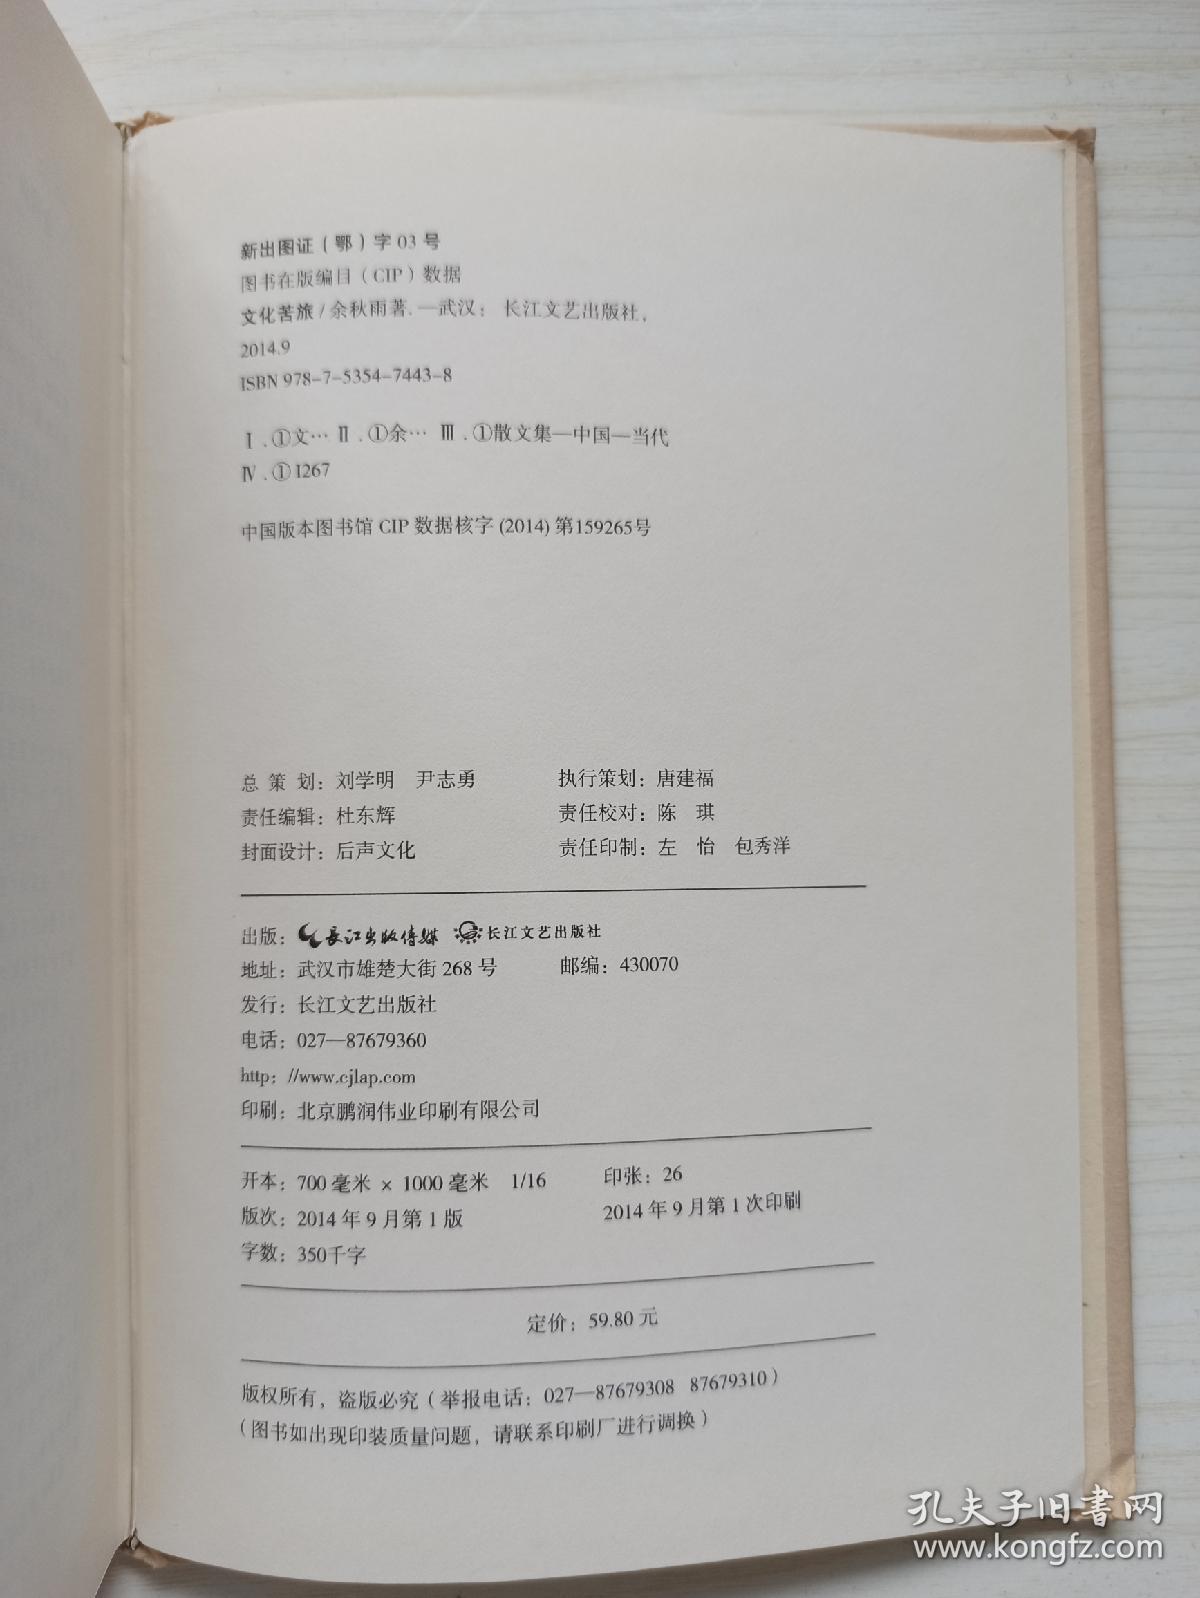 新出图证（鄂）字 03 号
图书在版编目（CIP）数据
文化苦旅 / 余秋雨著. —武汉： 长江文艺出版社，
2014.9
ISBN 978-7-5354-7443-8
Ⅰ．①文… Ⅱ．①余… Ⅲ．①散文集—中国—当代
Ⅳ．① I267
中国版本图书馆 CIP 数据核字 (2014) 第159265号
总 策 划：刘学明 尹志勇 执行策划：唐建福
责任编辑：杜东辉 责任校对：陈 琪
封面设计：后声文化 责任印制：左 怡 包秀洋
出版：长江出版传媒 长江文艺出版社
地址：武汉市雄楚大街 268 号 邮编：430070
发行：长江文艺出版社
电话：027—87679360
http：//www.cjlap.com
印刷：北京鹏润伟业印刷有限公司
开本：700 毫米 × 1000 毫米 1/16 印张：26
版次：2014 年 9 月第 1 版 2014 年 9 月第 1 次印刷
字数：350千字
定价：59.80 元
版权所有，盗版必究（举报电话：027—87679308 87679310）
（图书如出现印装质量问题，请联系印刷厂进行调换）
孔夫子旧書网
www.kongfz.com